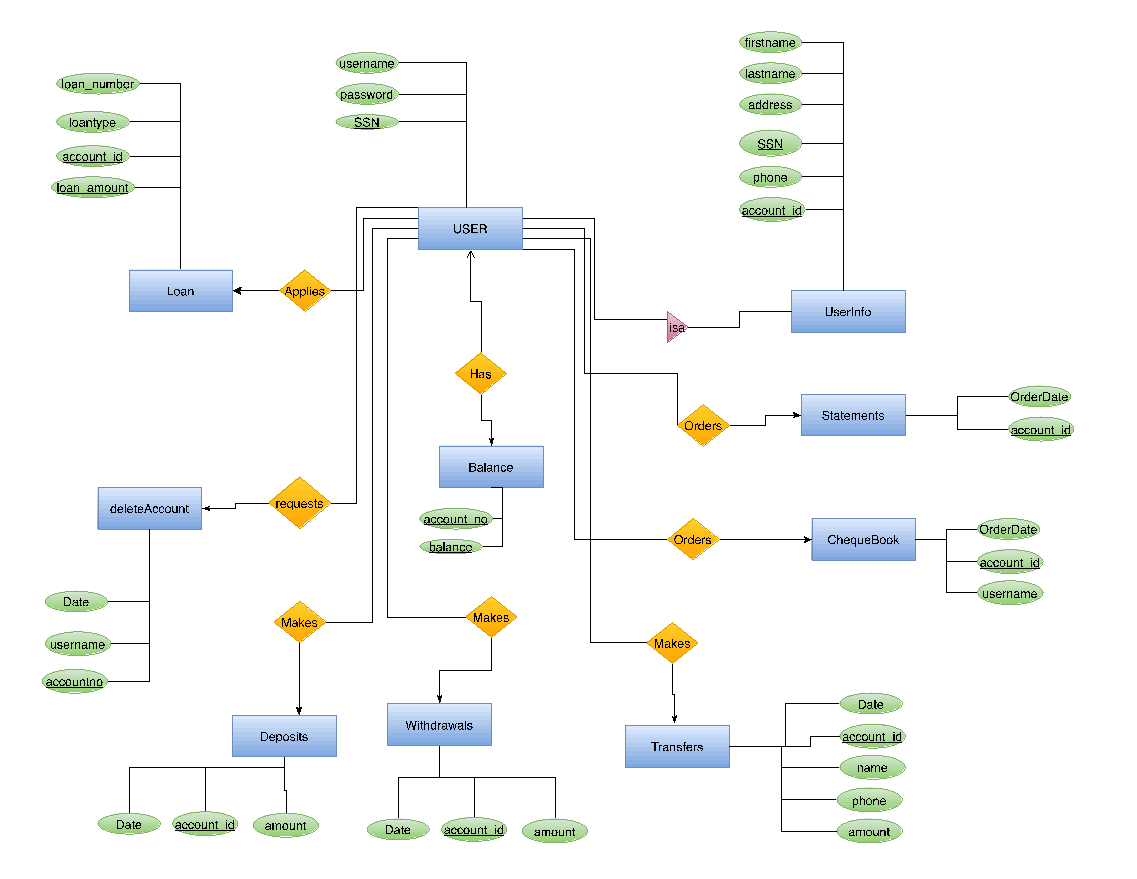 firstname
lastname
address
SSN
phone
account_id
username
password
SSN
loan_number
loantype
account_id
loan_amount
USER
Loan
Applies
UserInfo
isa
Has
Statements
OrderDate
account_id
Orders
Balance
account_no
balance
deleteAccount
requests
Date
username
accountno
Orders
ChequeBook
OrderDate
account_id
username
Makes
Makes
Makes
Deposits
Date
account_id
amount
Withdrawals
Date
account_id
amount
Transfers
Date
account_id
name
phone
amount